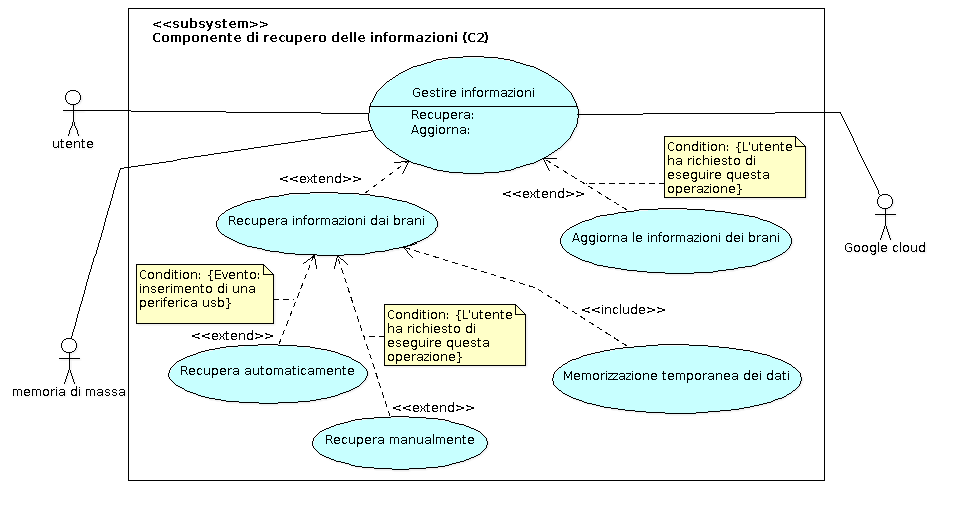 <<subsystem>>
Componente di recupero delle informazioni (C2)
Gestire informazioni
Recupera:
Aggiorna:
utente
Condition: {L'utente
ha richiesto di
eseguire questa
operazione}
<<extend>>
<<extend>>
Recupera informazioni dai brani
Aggiorna le informazioni dei brani
Google cloud
Condition: {Evento:
inserimento di una
periferica usb}
Condition: {L'utente
ha richiesto di
eseguire questa
operazione}
<<include>>
<<extend>>
Recupera automaticamente
Memorizzazione temporanea dei dati
memoria di massa
<<extend>>
Recupera manualmente